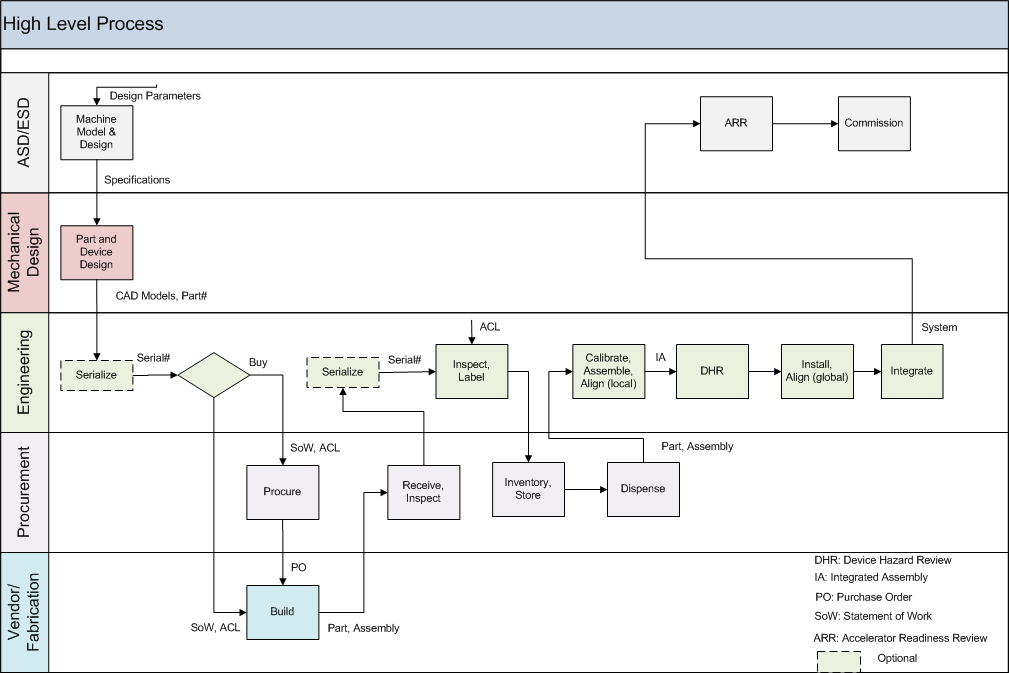 High Level Process
ASD/ESD
Design Parameters
Machine
Model &
Design
Specifications
ARR
Commission
Mechanical
Design
Part and
Device
Design
CAD Models, Part#
Engineering
Serialize
Serial#
Buy
Serialize
Serial#
ACL
Inspect,
Label
Calibrate,
Assemble,
Align (local)
IA
DHR
Install,
Align (global)
Integrate
System
Procurement
SoW, ACL
Procure
Receive,
Inspect
Inventory,
Store
Dispense
Part, Assembly
Vendor/
Fabrication
PO
Build
SoW, ACL
Part, Assembly
DHR: Device Hazard Review
IA: Integrated Assembly
PO: Purchase Order
SoW: Statement of Work
ARR: Accelerator Readiness Review
Optional